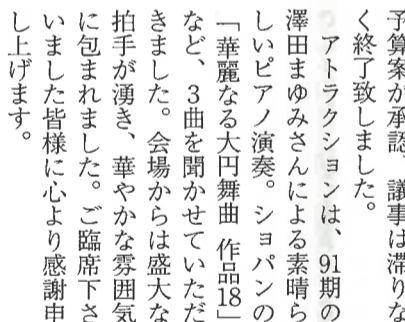 予算案が承認、議事は滞りな
く終了致しました。
アトラクションは、91期の
澤田まゆみさんによる素晴ら
しいピアノ演奏。ショパンの
「華麗なる大円舞曲 作品18」
など、3曲を聞かせていただ
きました。会場からは盛大な
拍手が湧き、華やかな雰囲気
に包まれました。ご臨席下さ
いました皆様に心より感謝申
し上げます。